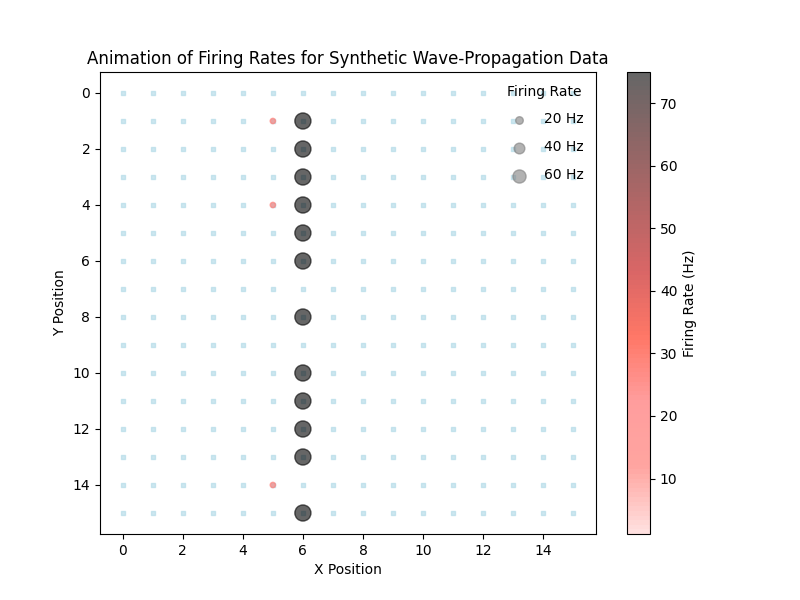 Animation of Firing Rates for Synthetic Wave-Propagation Data
Firing Rate
20 Hz
40 Hz
60 Hz
0
2
4
6
8
10
12
14
Y Position
0 2 4 6 8 10 12 14
X Position
70
60
50
40
30
20
10
Firing Rate (Hz)